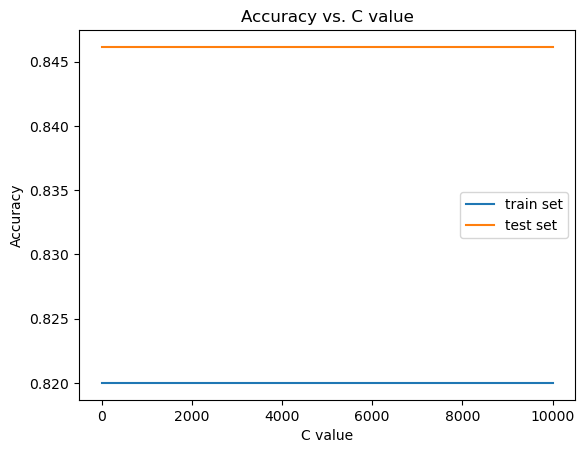 Accuracy vs. C value
0.845
0.840
0.835
0.830
0.825
0.820
Accuracy
train set
test set
0
2000
4000
6000
8000
10000
C value